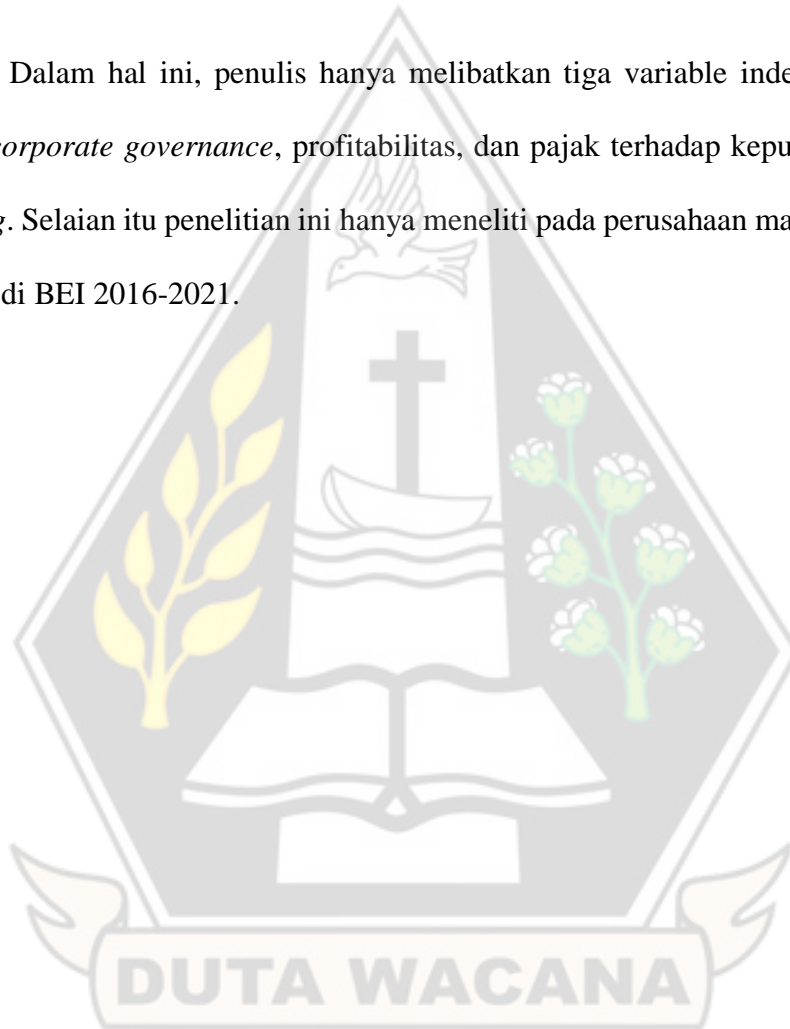 Dalam hal ini, penulis hanya melibatkan tiga variable inde
corporate governance, profitabilitas, dan pajak terhadap kepu
g. Selaian itu penelitian ini hanya meneliti pada perusahaan ma
di BEI 2016-2021.
DUTA WACANA